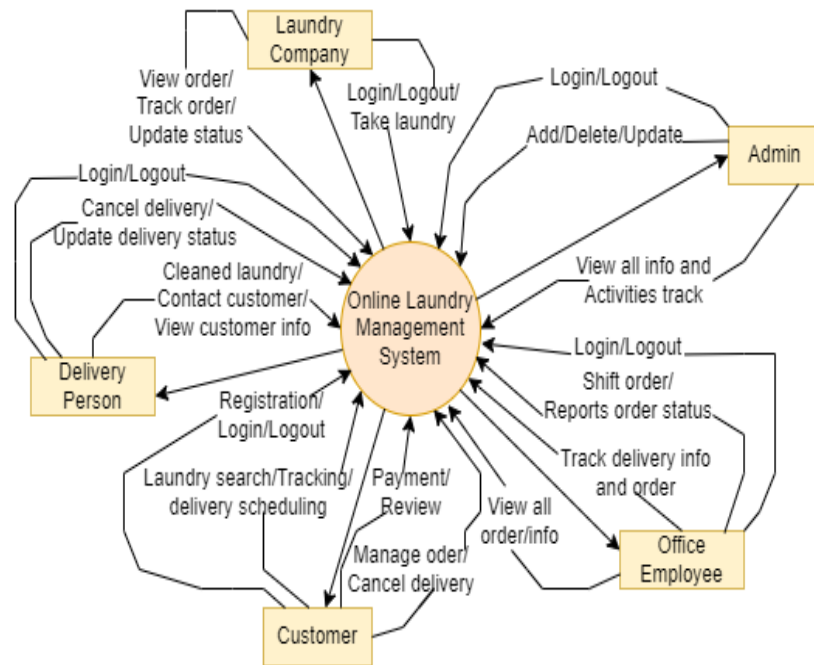 Laundry
Company
View order/
Track order/
Update status
Login/Logout/
Take laundry
Login/Logout
Add/Delete/Update
Admin
Login/Logout
Cancel delivery/
Update delivery status
Cleaned laundry/
Contact customer/
View customer info
Online Laundry
Management
System
View all info and
Activities track
Delivery
Person
Login/Logout
Shift order/
Reports order status
Registration/
Login/Logout
Track delivery info
and order
Laundry search/Tracking/
delivery scheduling
Payment/
Review
View all
order/info
Office
Employee
Manage oder/
Cancel delivery
Customer